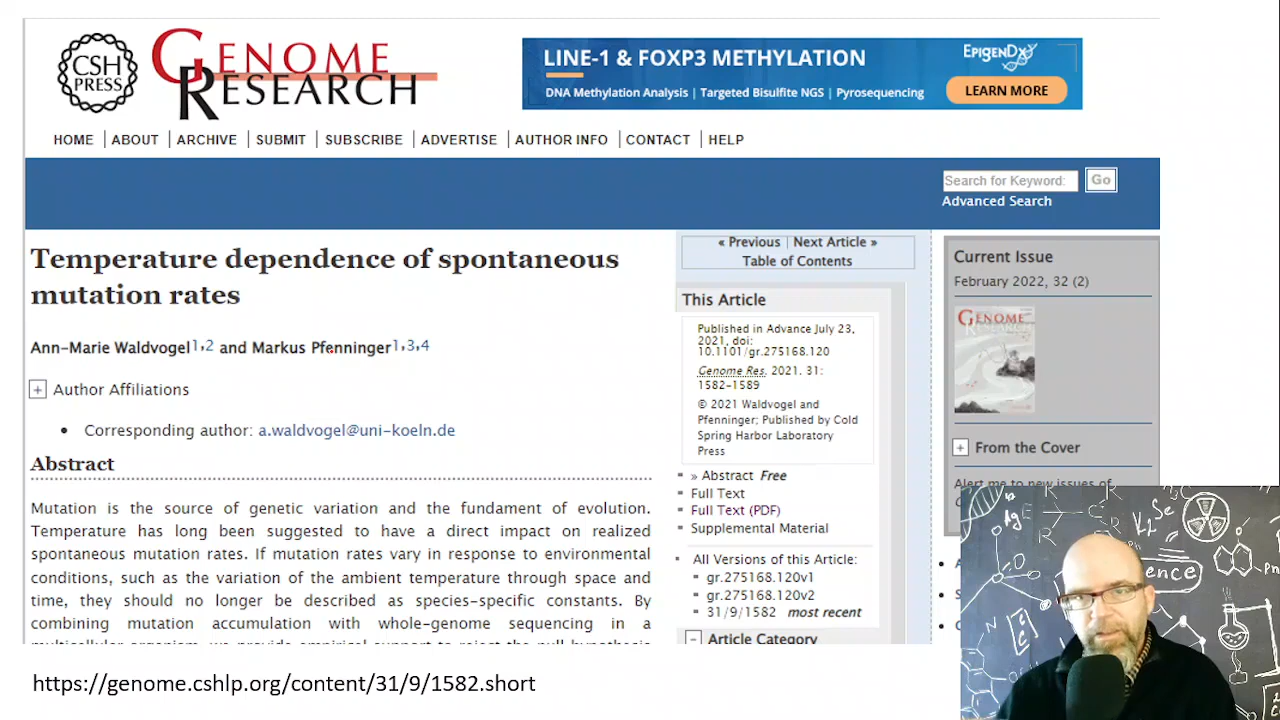 CSH
PRESS
GENOME
RESEARCH
LINE-1 & FOXP3 METHYLATION
DNA Methylation Analysis | Targeted Bisulfite NGS | Pyrosequencing
EPIGENDX
LEARN MORE
HOME | ABOUT | ARCHIVE | SUBMIT | SUBSCRIBE | ADVERTISE | AUTHOR INFO | CONTACT | HELP
Search for Keyword: Go
Advanced Search
Temperature dependence of spontaneous
mutation rates
Ann-Marie Waldvogel1,2 and Markus Pfenninger1,3,4
+ Author Affiliations
• Corresponding author: a.waldvogel@uni-koeln.de
Abstract
Mutation is the source of genetic variation and the fundament of evolution.
Temperature has long been suggested to have a direct impact on realized
spontaneous mutation rates. If mutation rates vary in response to environmental
conditions, such as the variation of the ambient temperature through space and
time, they should no longer be described as species-specific constants. By
combining mutation accumulation with whole-genome sequencing in a
« Previous | Next Article »
Table of Contents
This Article
Published in Advance July 23,
2021, doi:
10.1101/gr.275168.120
Genome Res. 2021. 31:
1582-1589
© 2021 Waldvogel and
Pfenninger; Published by Cold
Spring Harbor Laboratory
Press
» Abstract Free
Full Text
Full Text (PDF)
Supplemental Material
All Versions of this Article:
gr.275168.120v1
gr.275168.120v2
31/9/1582 most recent
− Article Category
Current Issue
February 2022, 32 (2)
GENOME
RESEARCH
+ From the Cover
Alert me to new issues of
https://genome.cshlp.org/content/31/9/1582.short